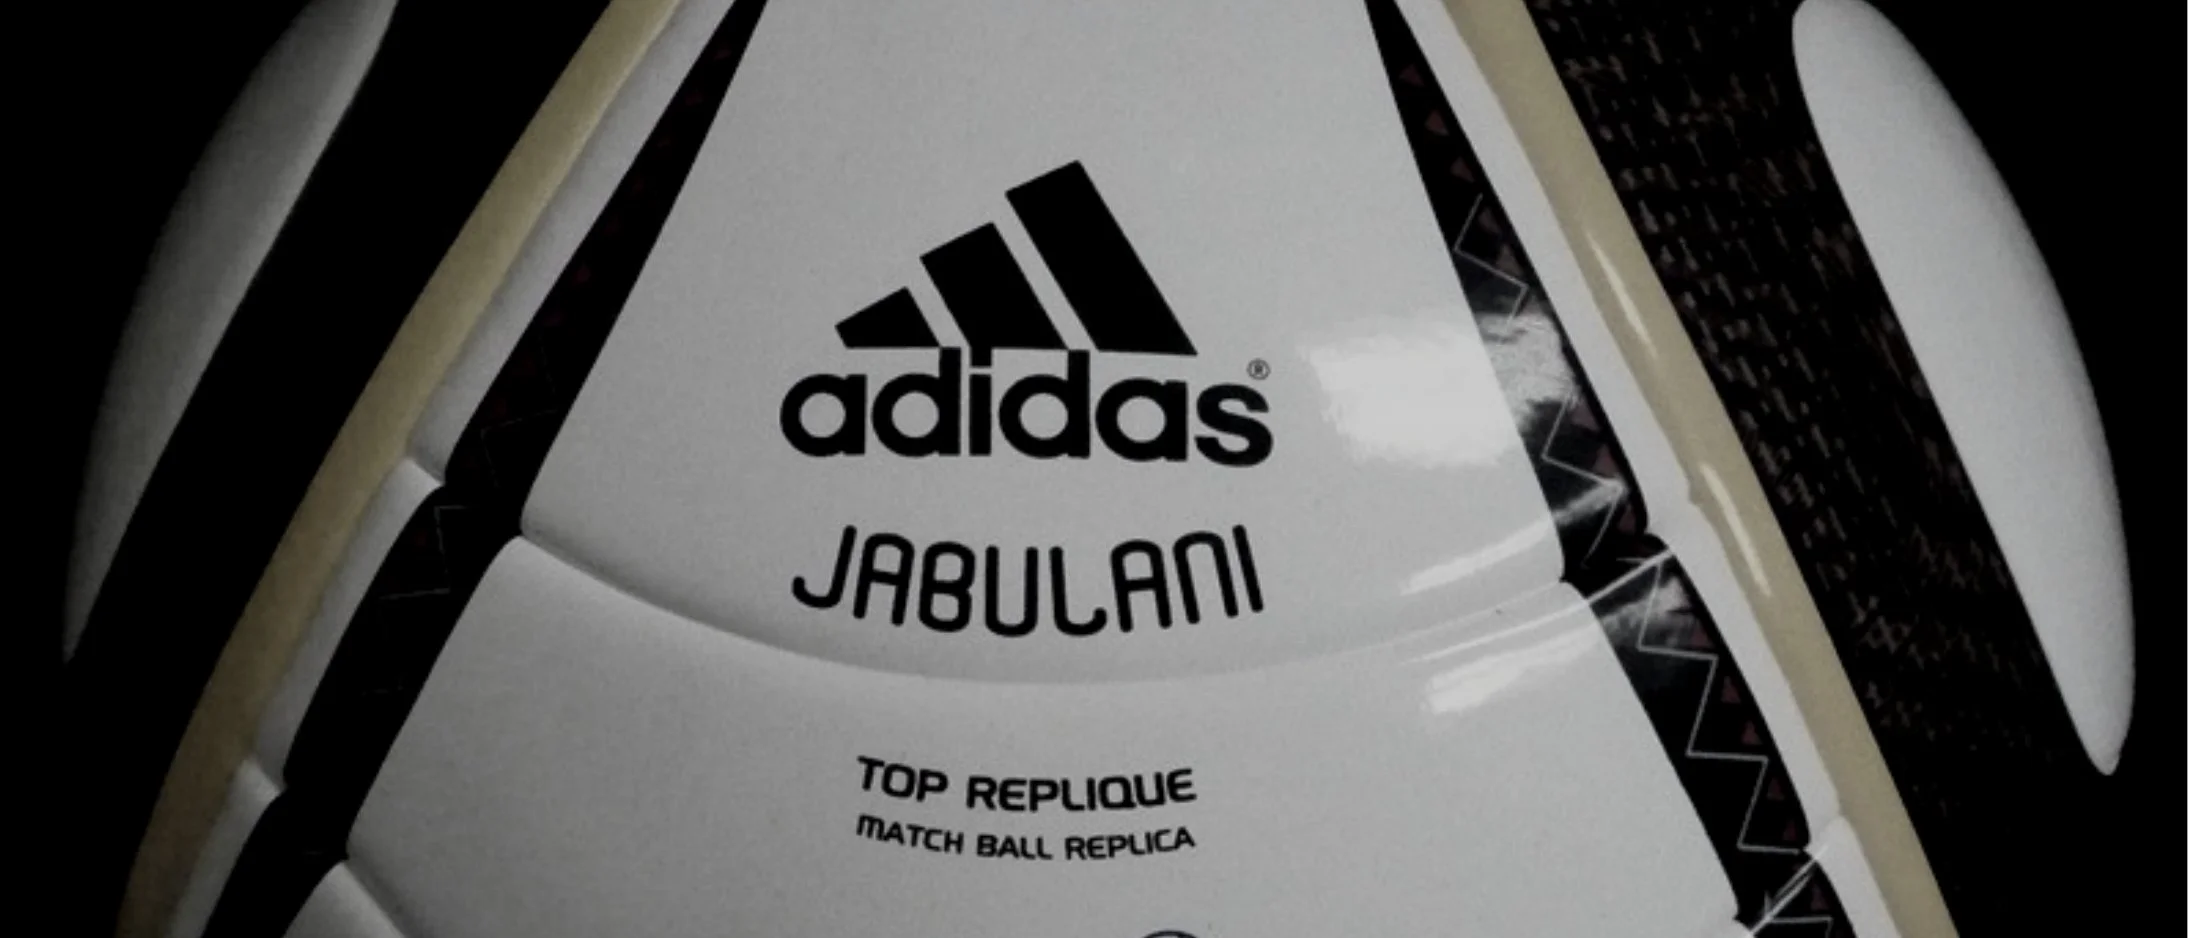 adidas®
JABULANI
TOP REPLIQUE
MATCH BALL REPLICA